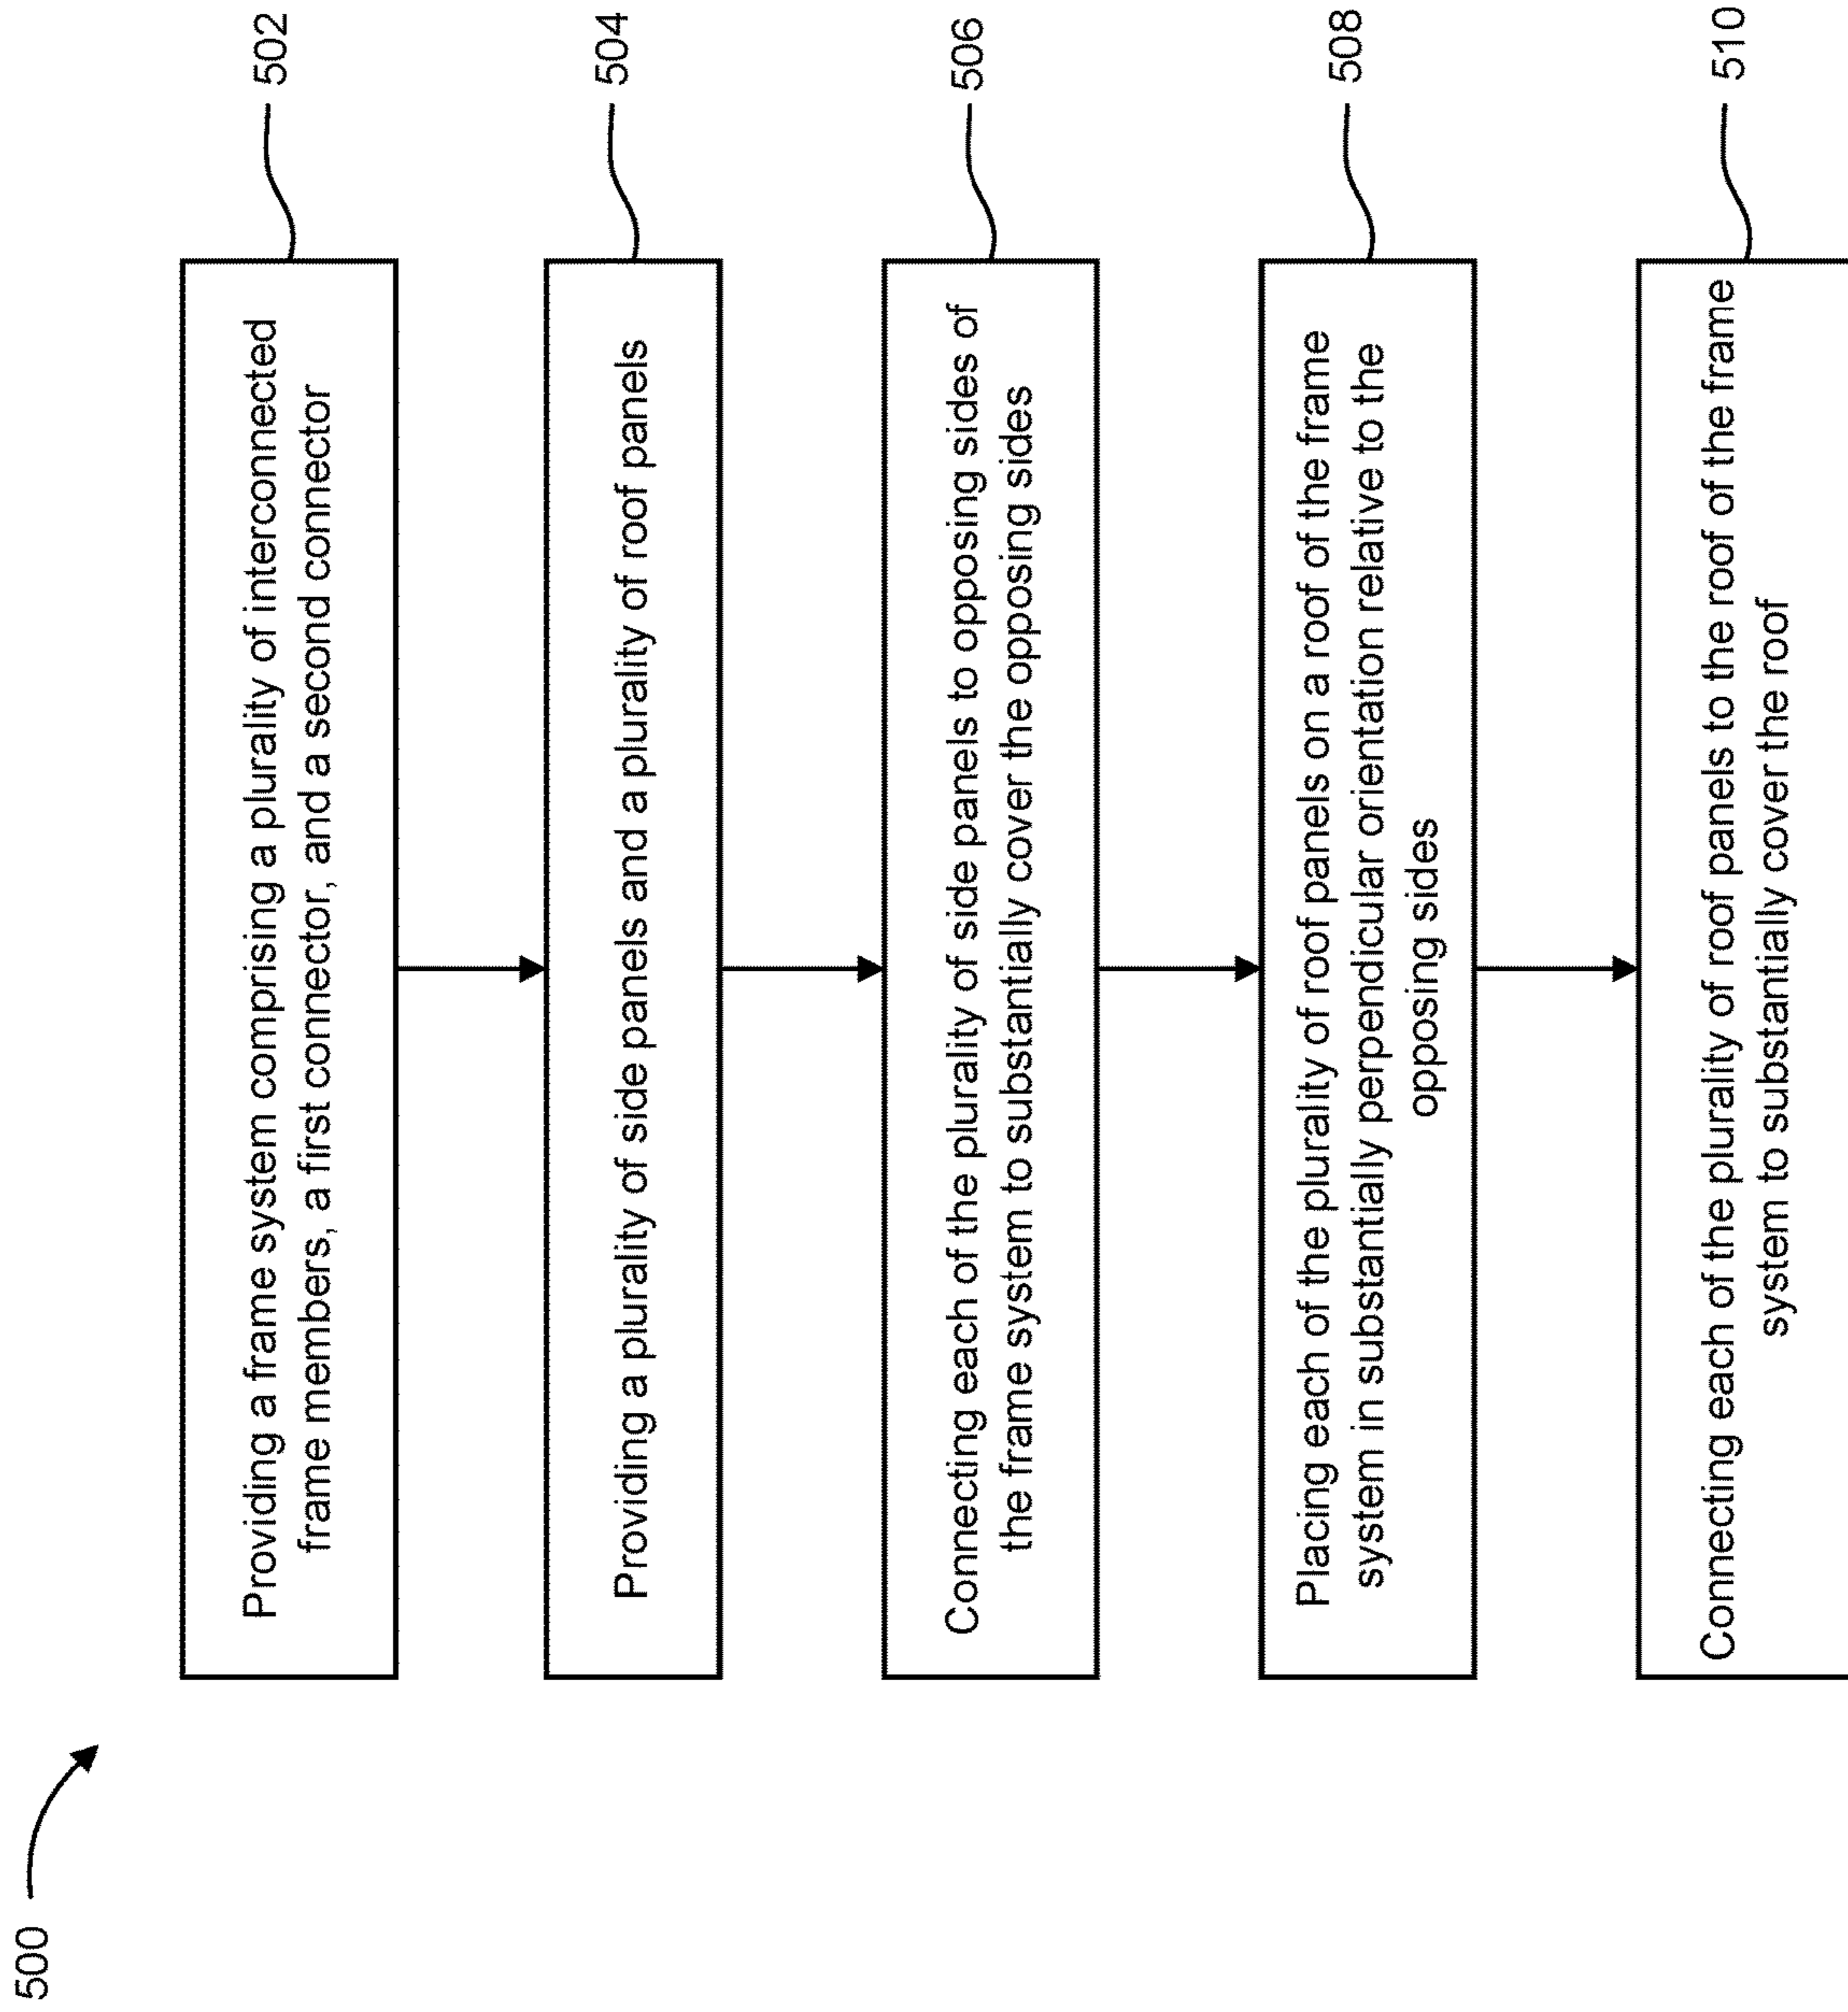 500
Providing a frame system comprising a plurality of interconnected
frame members, a first connector, and a second connector
502
Providing a plurality of side panels and a plurality of roof panels
504
Connecting each of the plurality of side panels to opposing sides of
the frame system to substantially cover the opposing sides
506
Placing each of the plurality of roof panels on a roof of the frame
system in substantially perpendicular orientation relative to the
opposing sides
508
Connecting each of the plurality of roof panels to the roof of the frame
system to substantially cover the roof
510